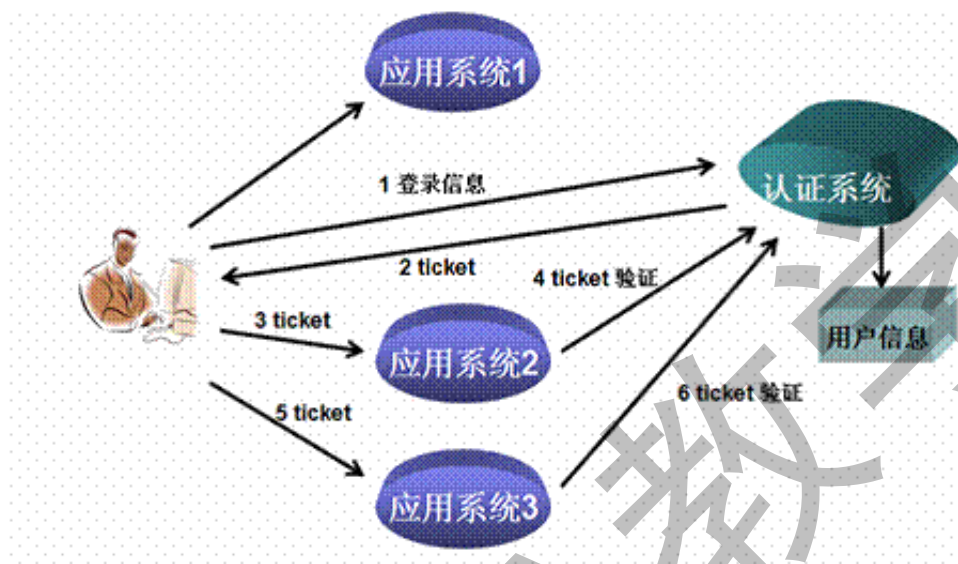 应用系统1
1 登录信息
认证系统
2 ticket
4 ticket 验证
3 ticket
用户信息
应用系统2
6 ticket 验证
5 ticket
应用系统3